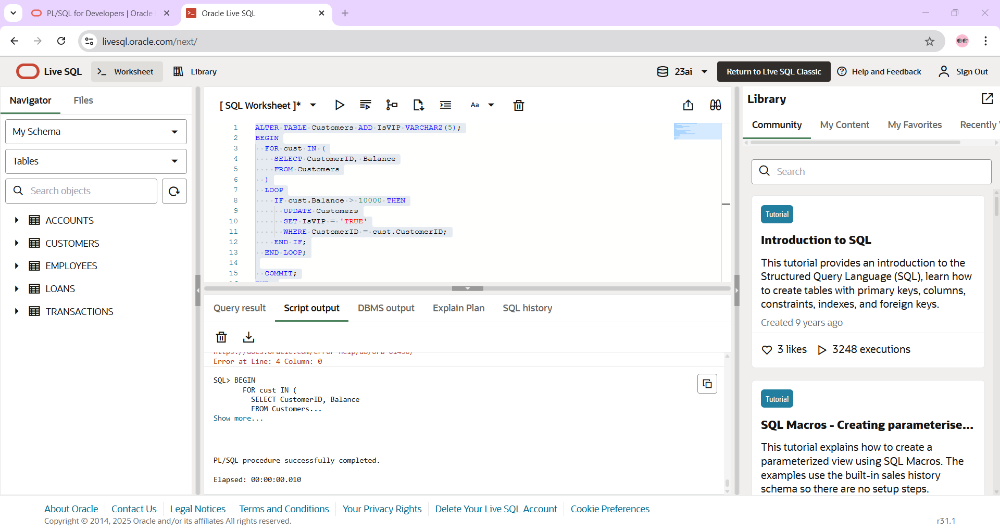 PL/SQL for Developers | Oracle
Oracle Live SQL
livesql.oracle.com/next/
Live SQL
Worksheet
Library
23ai
Return to Live SQL Classic
Help and Feedback
Sign Out
Navigator
Files
My Schema
Tables
Search objects
ACCOUNTS
CUSTOMERS
EMPLOYEES
LOANS
TRANSACTIONS
[ SQL Worksheet ]*
Aa
1 ALTER TABLE Customers ADD IsVIP VARCHAR2(5);
2 BEGIN
3 FOR cust IN (
4 SELECT CustomerID, Balance
5 FROM Customers
6 )
7 LOOP
8 IF cust.Balance > 10000 THEN
9 UPDATE Customers
10 SET IsVIP = 'TRUE'
11 WHERE CustomerID = cust.CustomerID;
12 END IF;
13 END LOOP;
14
15 COMMIT;
Query result
Script output
DBMS output
Explain Plan
SQL history
Error at Line: 4 Column: 0
SQL> BEGIN
FOR cust IN (
SELECT CustomerID, Balance
FROM Customers...
Show more...
PL/SQL procedure successfully completed.
Elapsed: 00:00:00.010
Library
Community
My Content
My Favorites
Recently
Search
Tutorial
Introduction to SQL
This tutorial provides an introduction to the
Structured Query Language (SQL), learn how
to create tables with primary keys, columns,
constraints, indexes, and foreign keys.
Created 9 years ago
3 likes
3248 executions
Tutorial
SQL Macros - Creating parameterise...
This tutorial explains how to create a
parameterized view using SQL Macros. The
examples use the built-in sales history
schema so there are no setup steps.
About Oracle
Contact Us
Legal Notices
Terms and Conditions
Your Privacy Rights
Delete Your Live SQL Account
Cookie Preferences
Copyright © 2014, 2025 Oracle and/or its affiliates All rights reserved.
r31.1